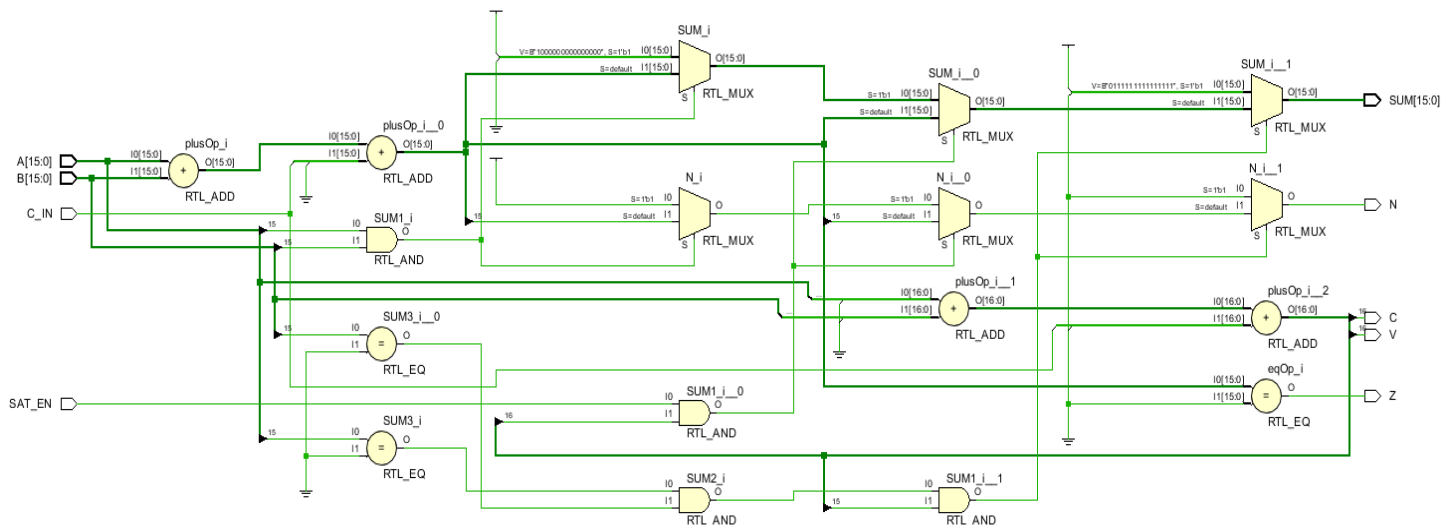 SUM_i
V=B"1000000000000000", S=1'b1
I0[15:0]
S=default
I1[15:0]
O[15:0]
S
RTL_MUX
SUM_i__0
S=1'b1
I0[15:0]
S=default
I1[15:0]
O[15:0]
S
RTL_MUX
SUM_i__1
V=B"0111111111111111", S=1'b1
I0[15:0]
S=default
I1[15:0]
O[15:0]
S
RTL_MUX
SUM[15:0]
A[15:0]
B[15:0]
C_IN
SAT_EN
plusOp_i
I0[15:0]
I1[15:0]
O[15:0]
+
RTL_ADD
plusOp_i__0
I0[15:0]
I1[15:0]
O[15:0]
+
RTL_ADD
N_i
S=1'b1
I0
S=default
I1
15
O
S
RTL_MUX
N_i__0
S=1'b1
I0
S=default
I1
15
O
S
RTL_MUX
N_i__1
S=1'b1
I0
S=default
I1
O
S
RTL_MUX
N
SUM1_i
15
I0
15
I1
O
RTL_AND
plusOp_i__1
I0[16:0]
I1[16:0]
O[16:0]
+
RTL_ADD
plusOp_i__2
I0[16:0]
I1[16:0]
O[16:0]
+
RTL_ADD
16
C
16
V
SUM3_i__0
15
I0
I1
O
=
RTL_EQ
eqOp_i
I0[15:0]
I1[15:0]
O
=
RTL_EQ
Z
SUM1_i__0
I0
16
I1
O
RTL_AND
SUM3_i
15
I0
I1
O
=
RTL_EQ
SUM2_i
I0
I1
O
RTL_AND
SUM1_i__1
I0
15
I1
O
RTL_AND